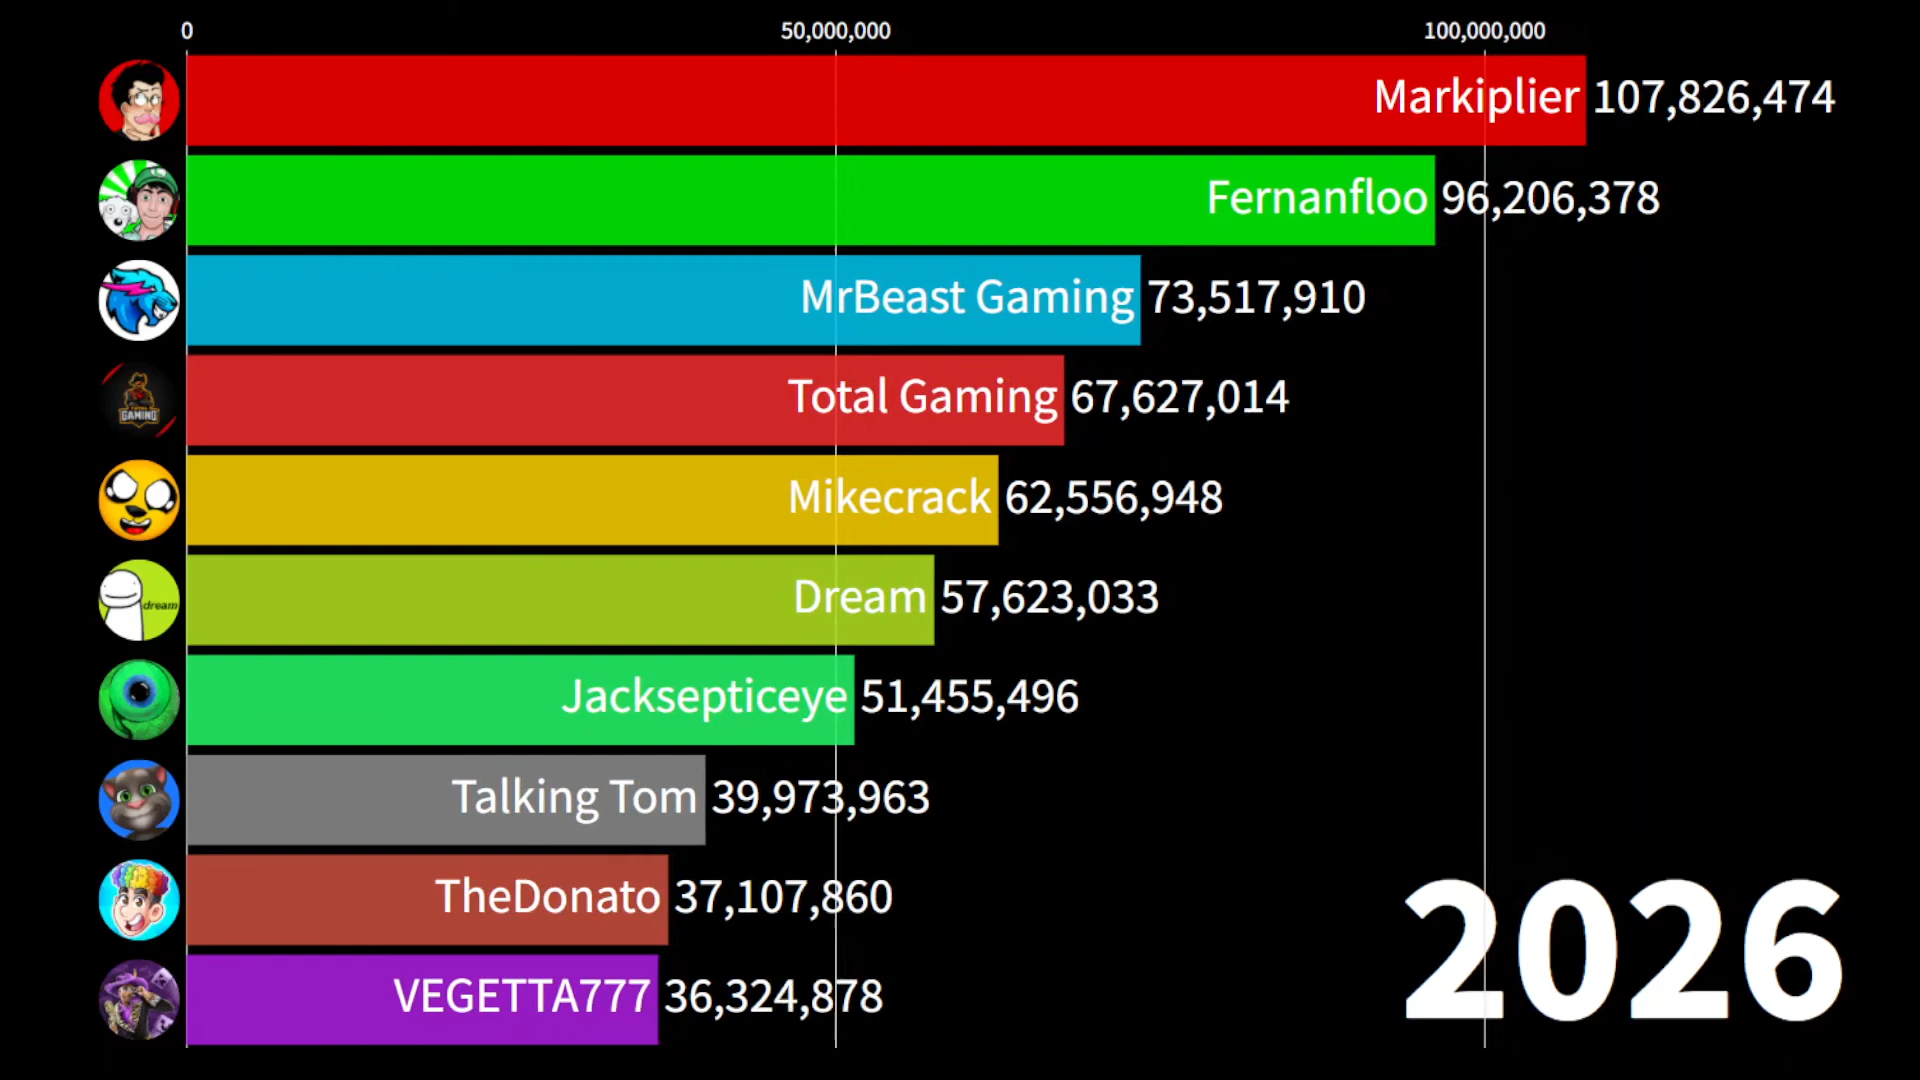 0 50,000,000 100,000,000
Markiplier 107,826,474
Fernanfloo 96,206,378
MrBeast Gaming 73,517,910
GAMING
Total Gaming 67,627,014
Mikecrack 62,556,948
dream
Dream 57,623,033
Jacksepticeye 51,455,496
Talking Tom 39,973,963
TheDonato 37,107,860
VEGETTA777 36,324,878
2026